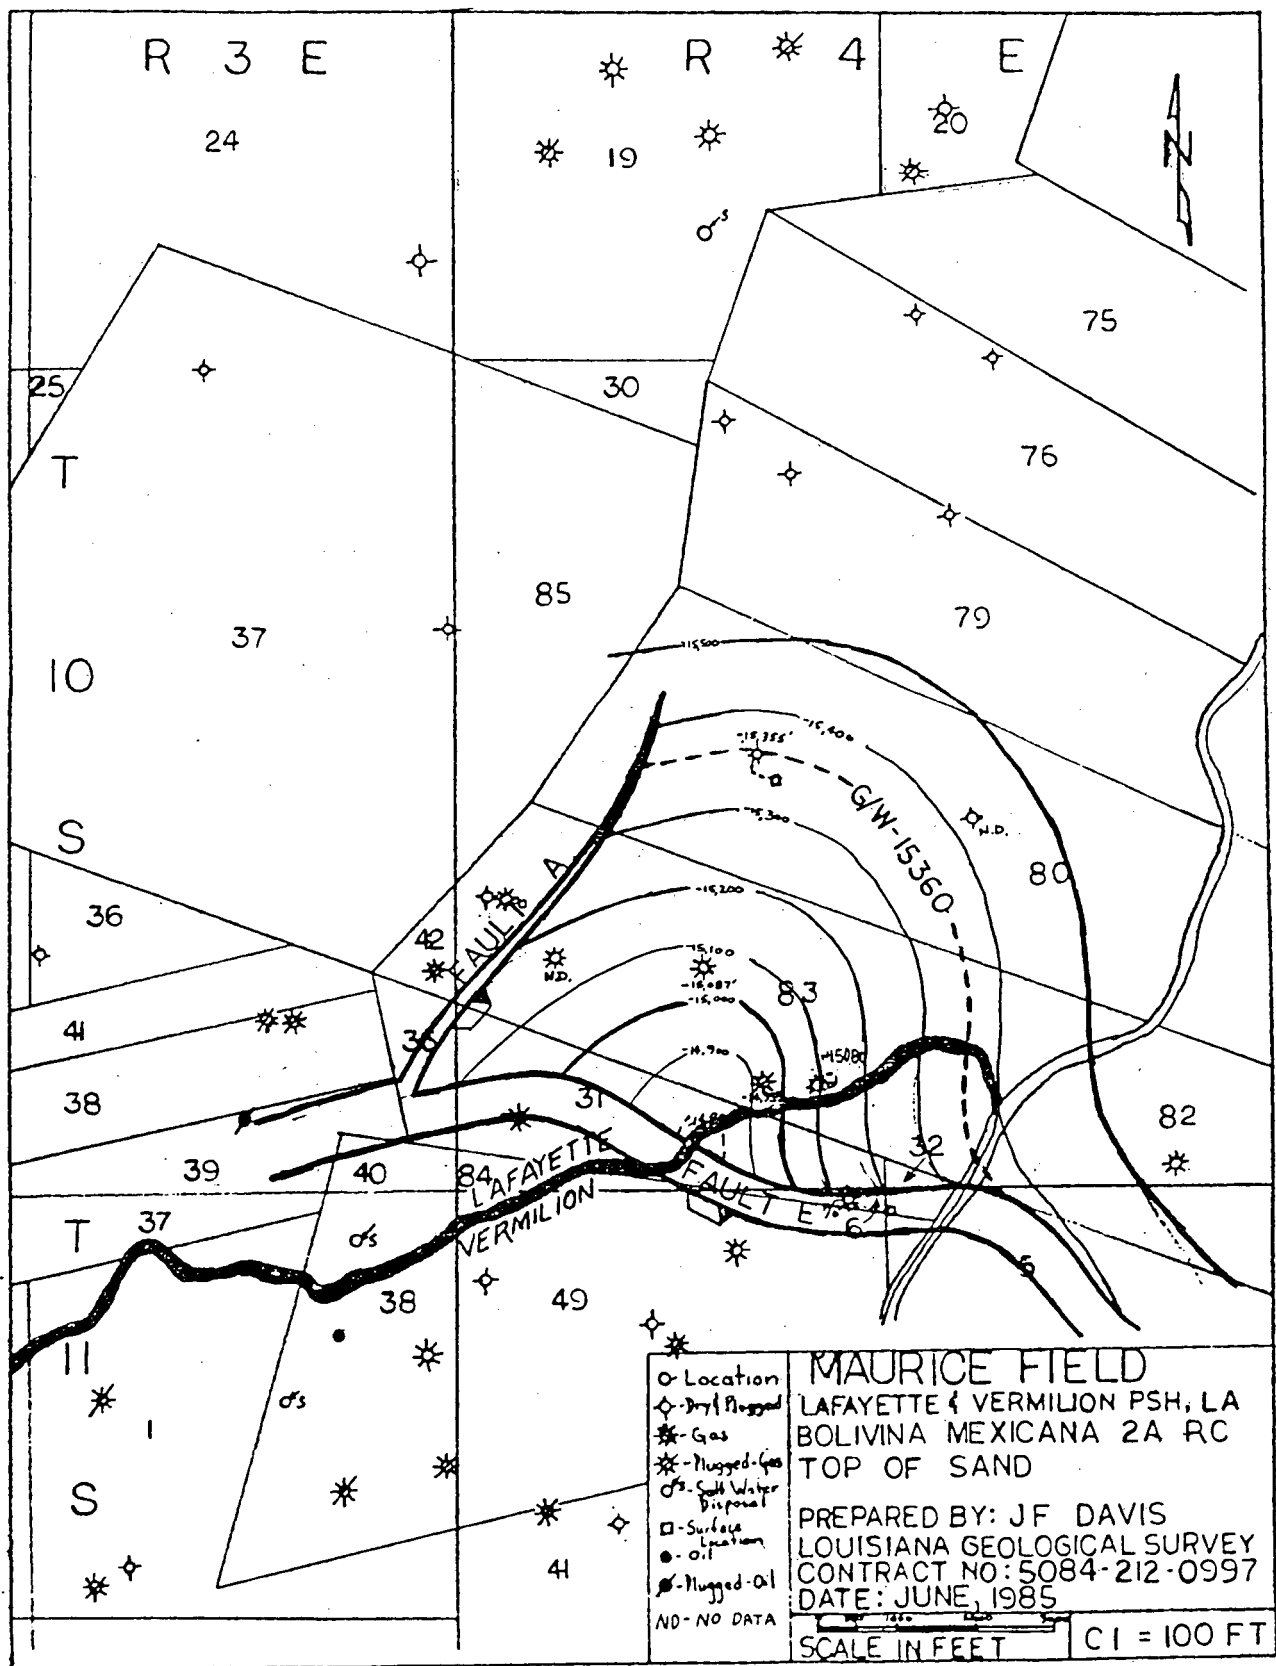 R 3 E
R 4 E
N
24
19
20
S
75
25
30
76
T
85
79
37
10
-15,500
-15,400
-15,355'
G/W-15360
-15,300
N.D.
S
80
FAULT A
-15,200
36
42
-15,100
N.D.
-15,087'
83
-15,000
41
36
-14,900
-15080
38
31
82
32
39
40
84
LAFAYETTE
VERMILION
FAULT E
37
T
S
6
5
38
49
11
S
1
S
41
O Location
-Dry & Plugged
-Gas
-Plugged-Gas
S-Salt Water Disposal
-Surface Location
-Oil
-Plugged-Oil
ND-NO DATA
MAURICE FIELD
LAFAYETTE & VERMILION PSH, LA
BOLIVINA MEXICANA 2A RC
TOP OF SAND
PREPARED BY: JF DAVIS
LOUISIANA GEOLOGICAL SURVEY
CONTRACT NO: 5084-212-0997
DATE: JUNE, 1985
SCALE IN FEET
CI = 100 FT